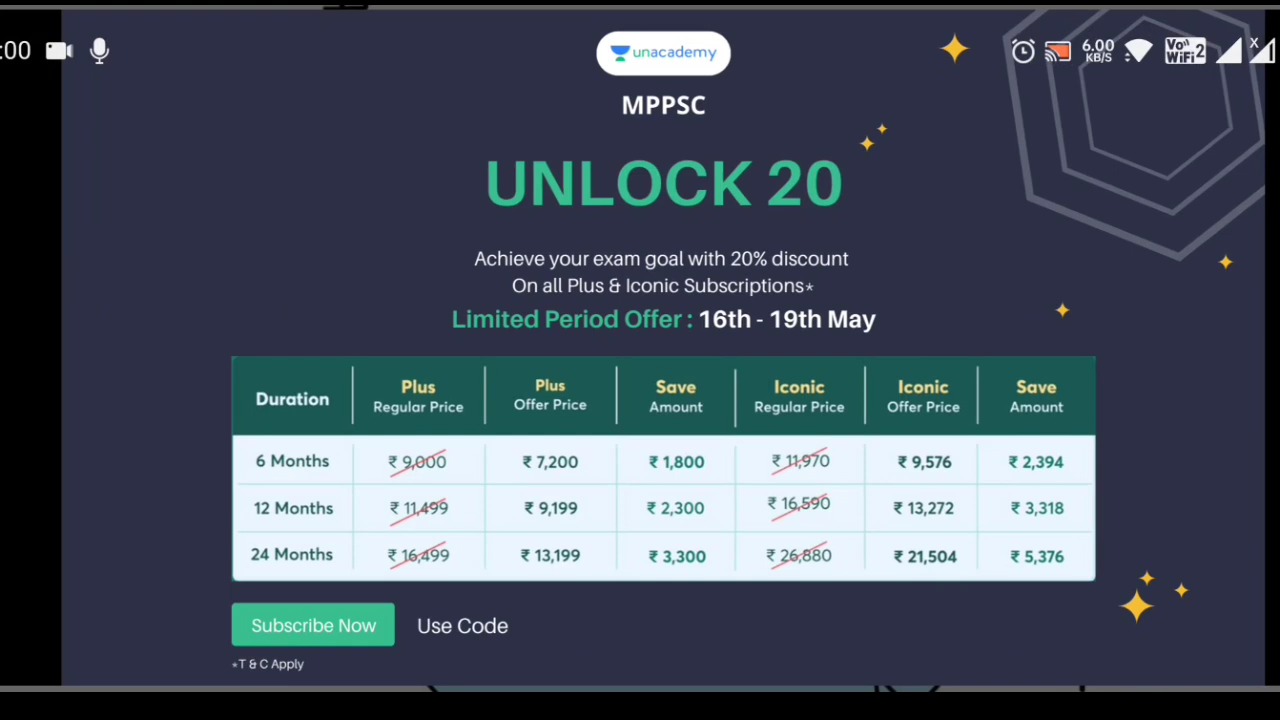 :00
6.00
KB/S
Vo
WiFi 2
X
unacademy
MPPSC
UNLOCK 20
Achieve your exam goal with 20% discount
On all Plus & Iconic Subscriptions*
Limited Period Offer : 16th - 19th May
Duration Plus Regular Price Plus Offer Price Save Amount Iconic Regular Price Iconic Offer Price Save Amount
6 Months ₹ 9,000 ₹ 7,200 ₹ 1,800 ₹ 11,970 ₹ 9,576 ₹ 2,394
12 Months ₹ 11,499 ₹ 9,199 ₹ 2,300 ₹ 16,590 ₹ 13,272 ₹ 3,318
24 Months ₹ 16,499 ₹ 13,199 ₹ 3,300 ₹ 26,880 ₹ 21,504 ₹ 5,376
Subscribe Now Use Code
*T & C Apply